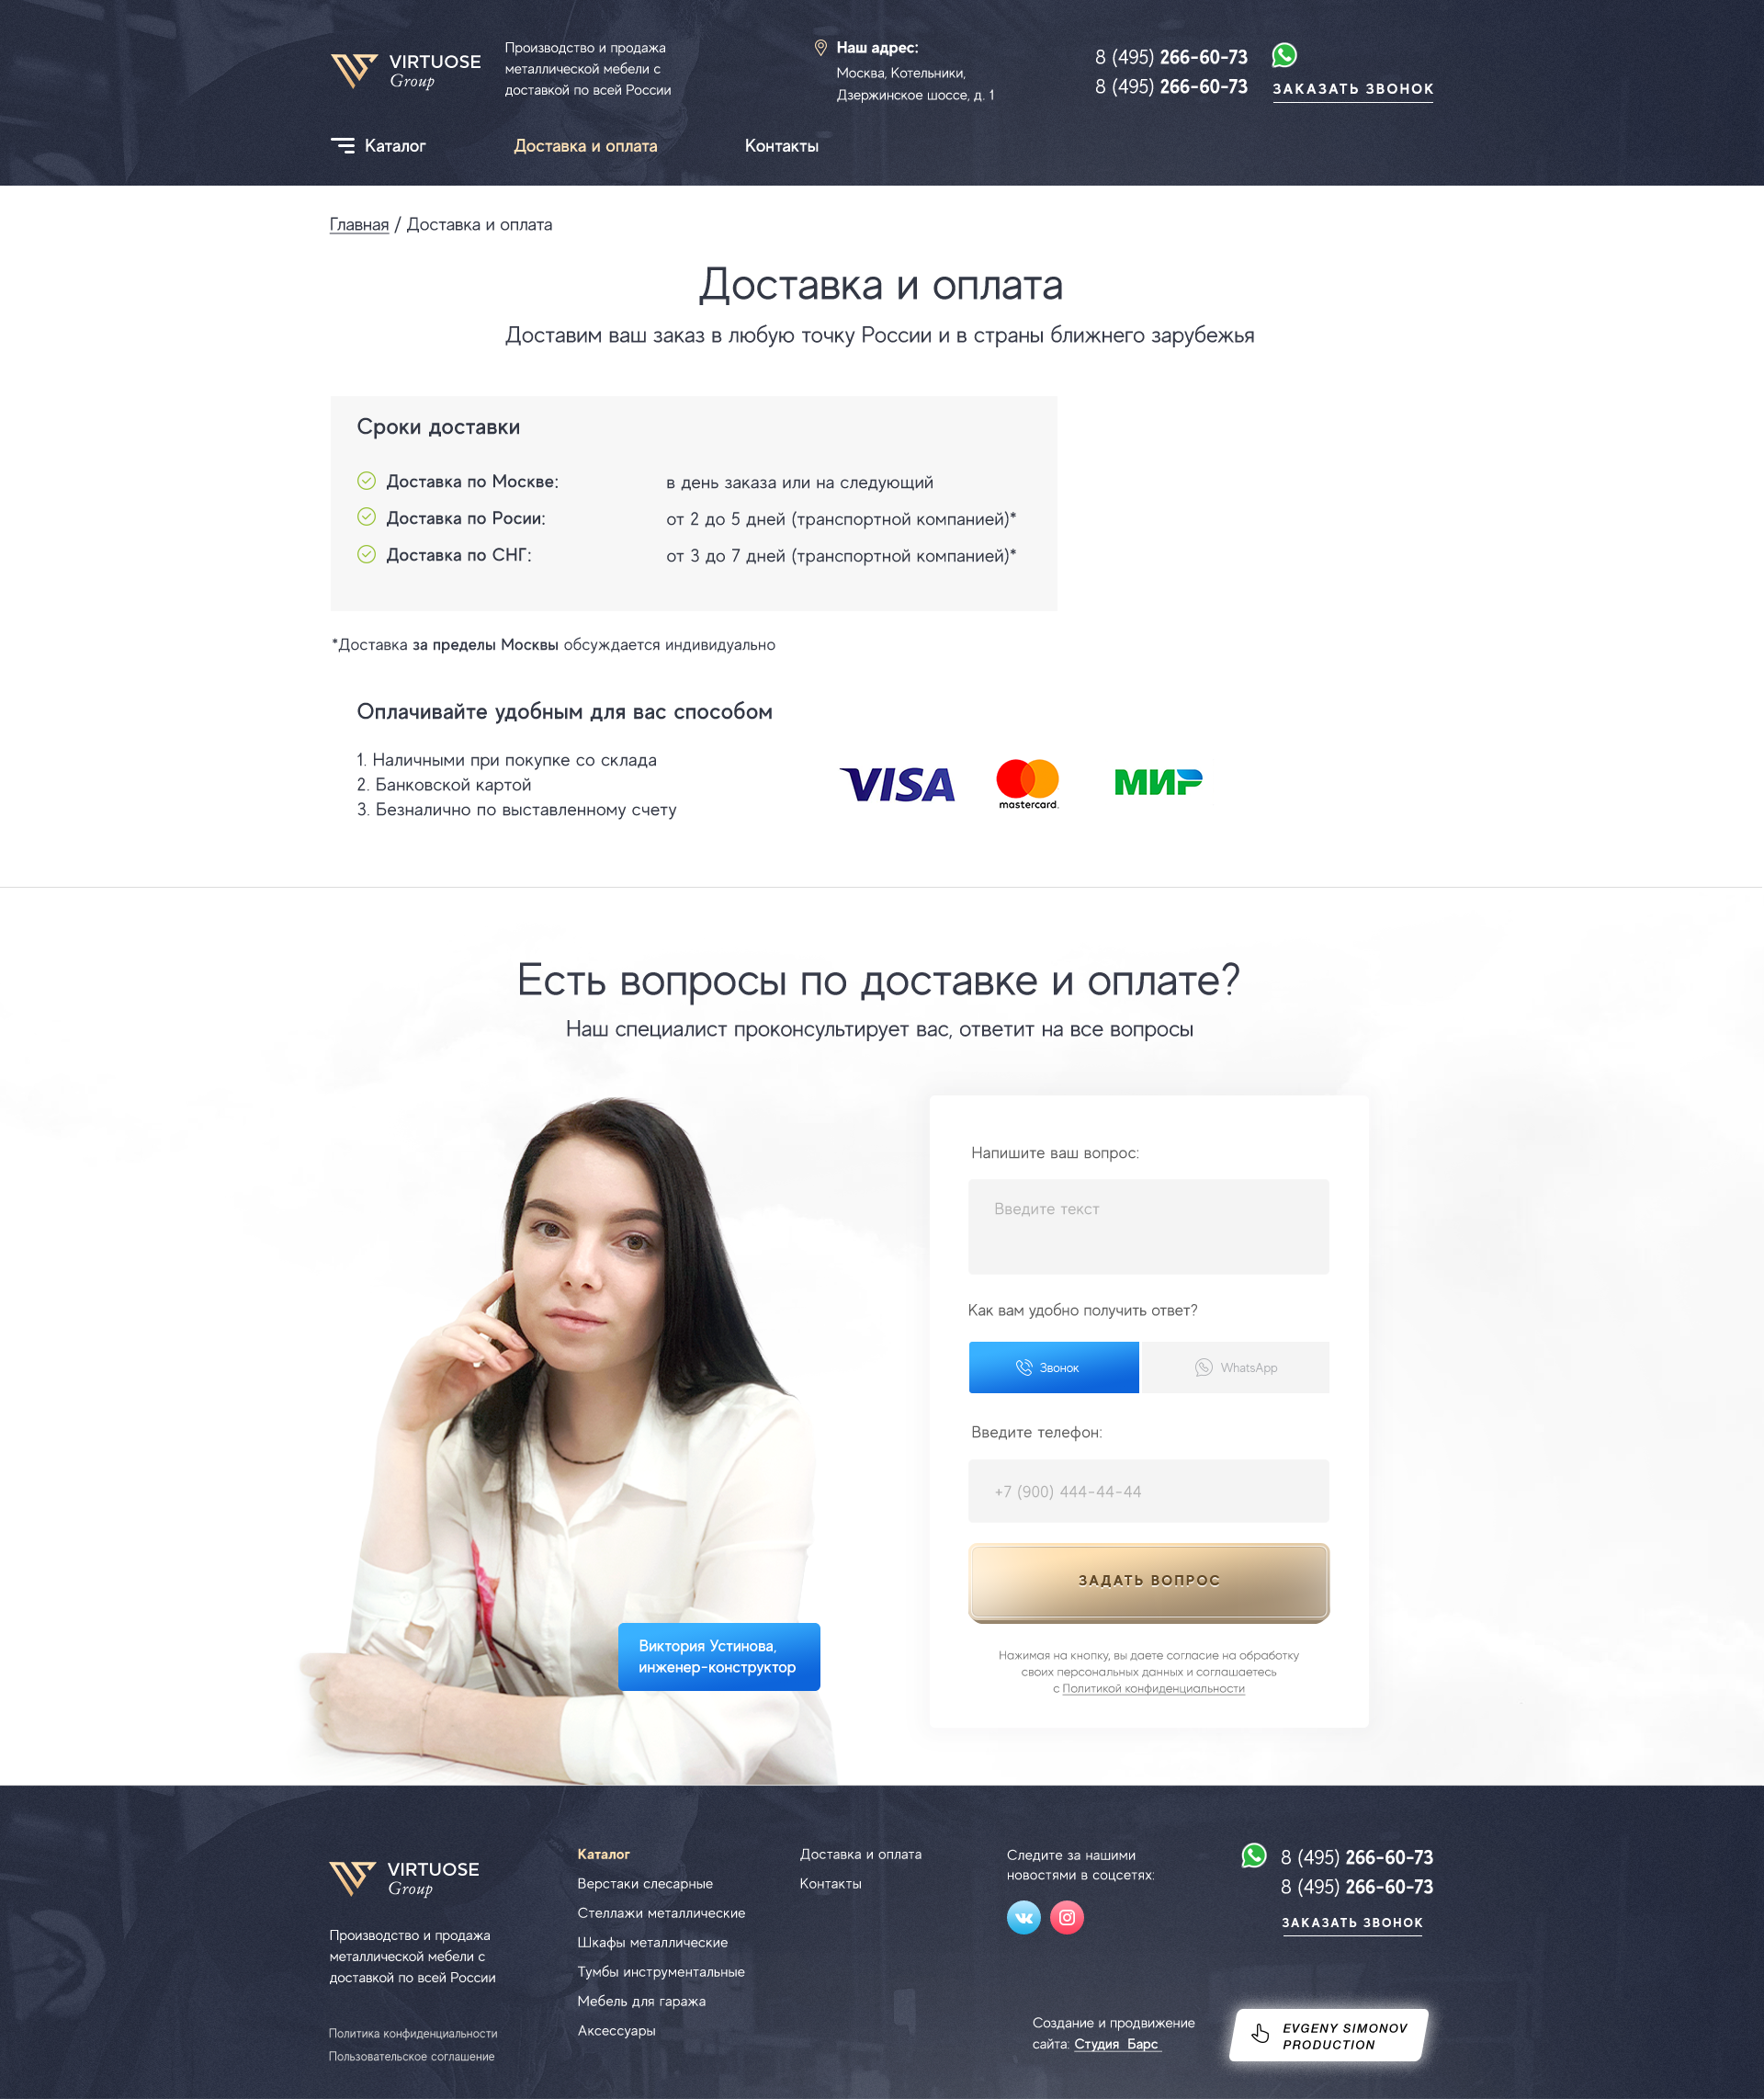 VIRTUOSE
Group
Производство и продажа
металлической мебели с
доставкой по всей России
Наш адрес:
Москва, Котельники,
Дзержинское шоссе, д. 1
8 (495) 266-60-73
8 (495) 266-60-73
ЗАКАЗАТЬ ЗВОНОК
Каталог
Доставка и оплата
Контакты
Главная / Доставка и оплата
Доставка и оплата
Доставим ваш заказ в любую точку России и в страны ближнего зарубежья
Сроки доставки
Доставка по Москве: в день заказа или на следующий
Доставка по Росии: от 2 до 5 дней (транспортной компанией)*
Доставка по СНГ: от 3 до 7 дней (транспортной компанией)*
*Доставка за пределы Москвы обсуждается индивидуально
Оплачивайте удобным для вас способом
1. Наличными при покупке со склада
2. Банковской картой
3. Безналично по выставленному счету
VISA
mastercard.
МИР
Есть вопросы по доставке и оплате?
Наш специалист проконсультирует вас, ответит на все вопросы
Виктория Устинова,
инженер-конструктор
Напишите ваш вопрос:
Введите текст
Как вам удобно получить ответ?
Звонок
WhatsApp
Введите телефон:
+7 (900) 444-44-44
ЗАДАТЬ ВОПРОС
Нажимая на кнопку, вы даете согласие на обработку
своих персональных данных и соглашаетесь
с Политикой конфиденциальности
VIRTUOSE
Group
Производство и продажа
металлической мебели с
доставкой по всей России
Политика конфиденциальности
Пользовательское соглашение
Каталог
Верстаки слесарные
Стеллажи металлические
Шкафы металлические
Тумбы инструментальные
Мебель для гаража
Аксессуары
Доставка и оплата
Контакты
Следите за нашими
новостями в соцсетях:
8 (495) 266-60-73
8 (495) 266-60-73
ЗАКАЗАТЬ ЗВОНОК
Создание и продвижение
сайта: Студия Барс
EVGENY SIMONOV
PRODUCTION